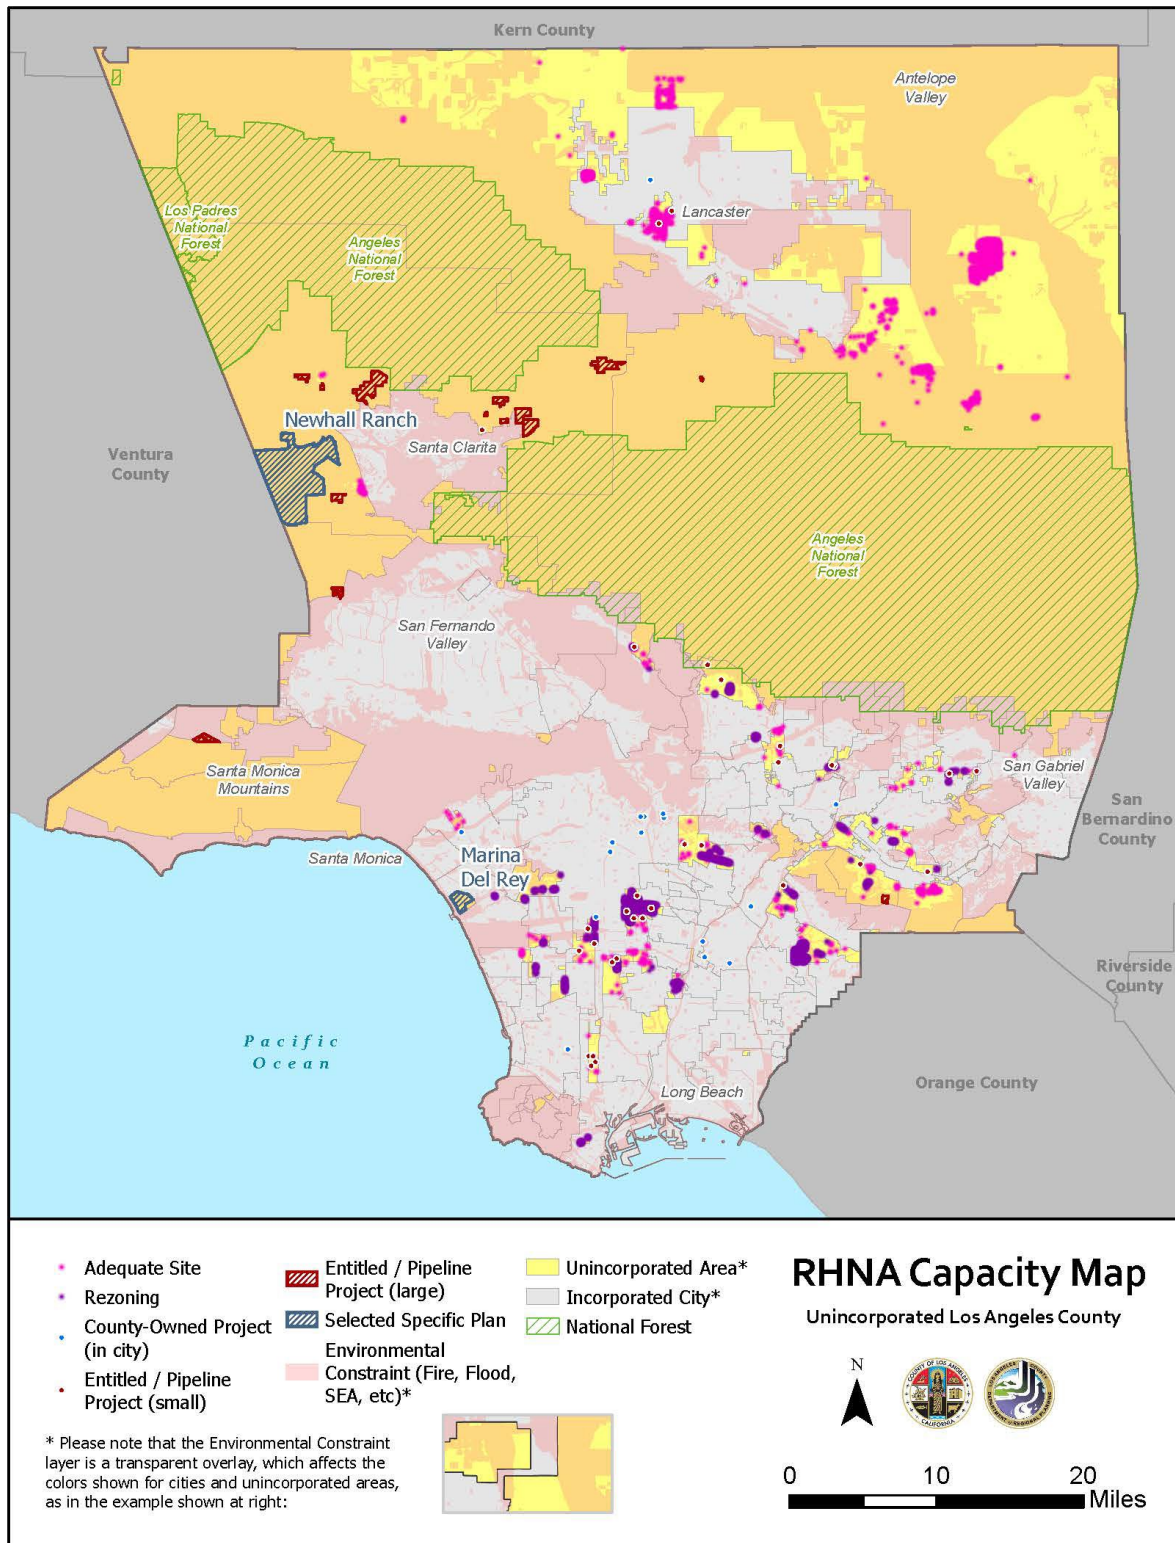 Kern County
Antelope
Valley
Los Padres
National
Forest
Angeles
National
Forest
Lancaster
Newhall Ranch
Santa Clarita
Ventura
County
Angeles
National
Forest
San Fernando
Valley
Santa Monica
Mountains
San Gabriel
Valley
San
Bernardino
County
Santa Monica
Marina
Del Rey
Riverside
County
Pacific
Ocean
Orange County
Long Beach
Adequate Site
Rezoning
County-Owned Project
(in city)
Entitled / Pipeline
Project (small)
Entitled / Pipeline
Project (large)
Selected Specific Plan
Environmental
Constraint (Fire, Flood,
SEA, etc)*
Unincorporated Area*
Incorporated City*
National Forest
* Please note that the Environmental Constraint
layer is a transparent overlay, which affects the
colors shown for cities and unincorporated areas,
as in the example shown at right:
RHNA Capacity Map
Unincorporated Los Angeles County
N
COUNTY OF LOS ANGELES
CALIFORNIA
0 10 20
Miles